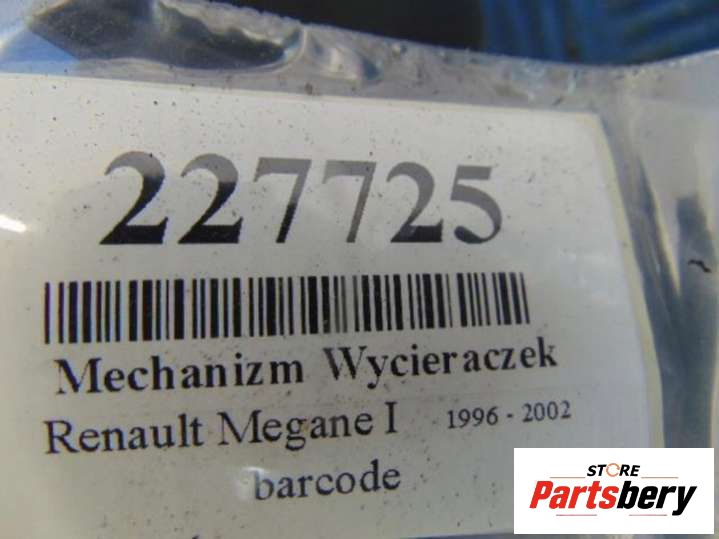 227725
Mechanizm Wycieraczek
Renault Megane I 1996 - 2002
barcode
STORE
Partsbery